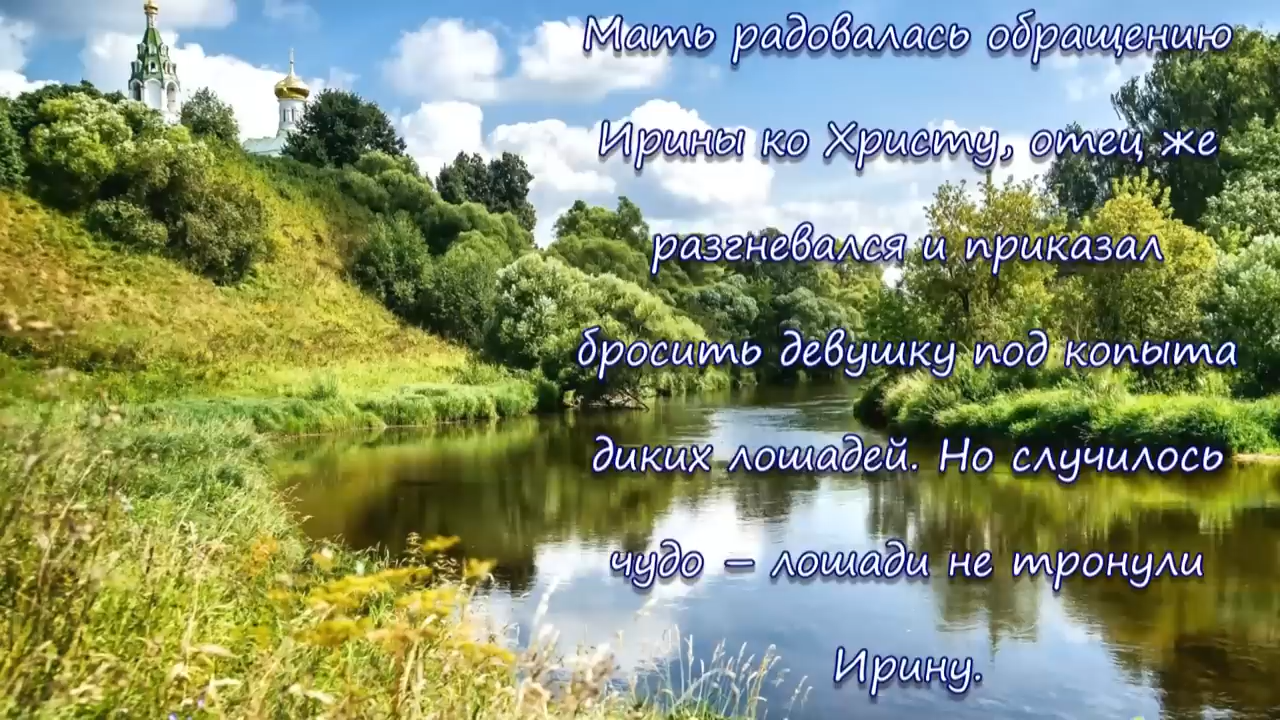 Мать радовалась обращению
Ирины ко Христу, отец же
разгневался и приказал
бросить девушку под копыта
диких лошадей. Но случилось
чудо – лошади не тронули
Ирину.